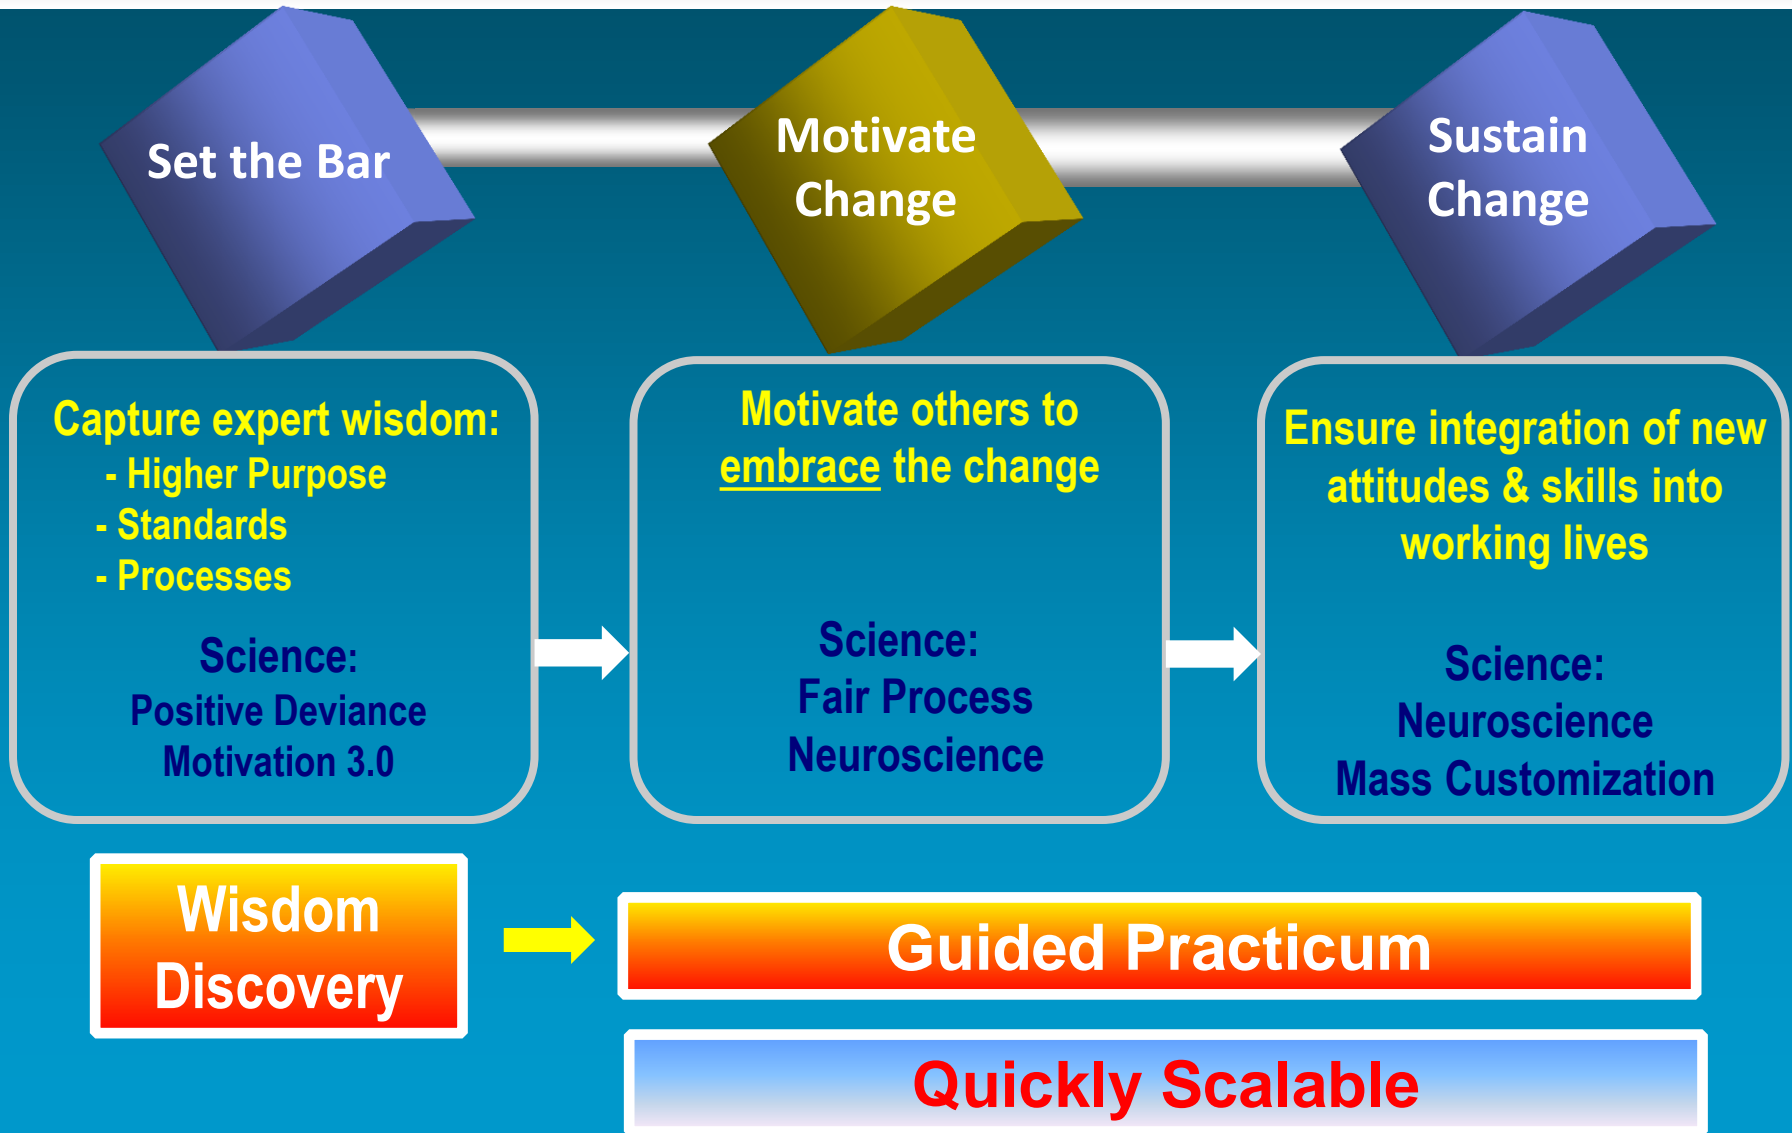 Set the Bar
Motivate
Change
Sustain
Change
Capture expert wisdom:
- Higher Purpose
- Standards
- Processes
Science:
Positive Deviance
Motivation 3.0
Motivate others to
embrace the change
Science:
Fair Process
Neuroscience
Ensure integration of new
attitudes & skills into
working lives
Science:
Neuroscience
Mass Customization
Wisdom
Discovery
Guided Practicum
Quickly Scalable